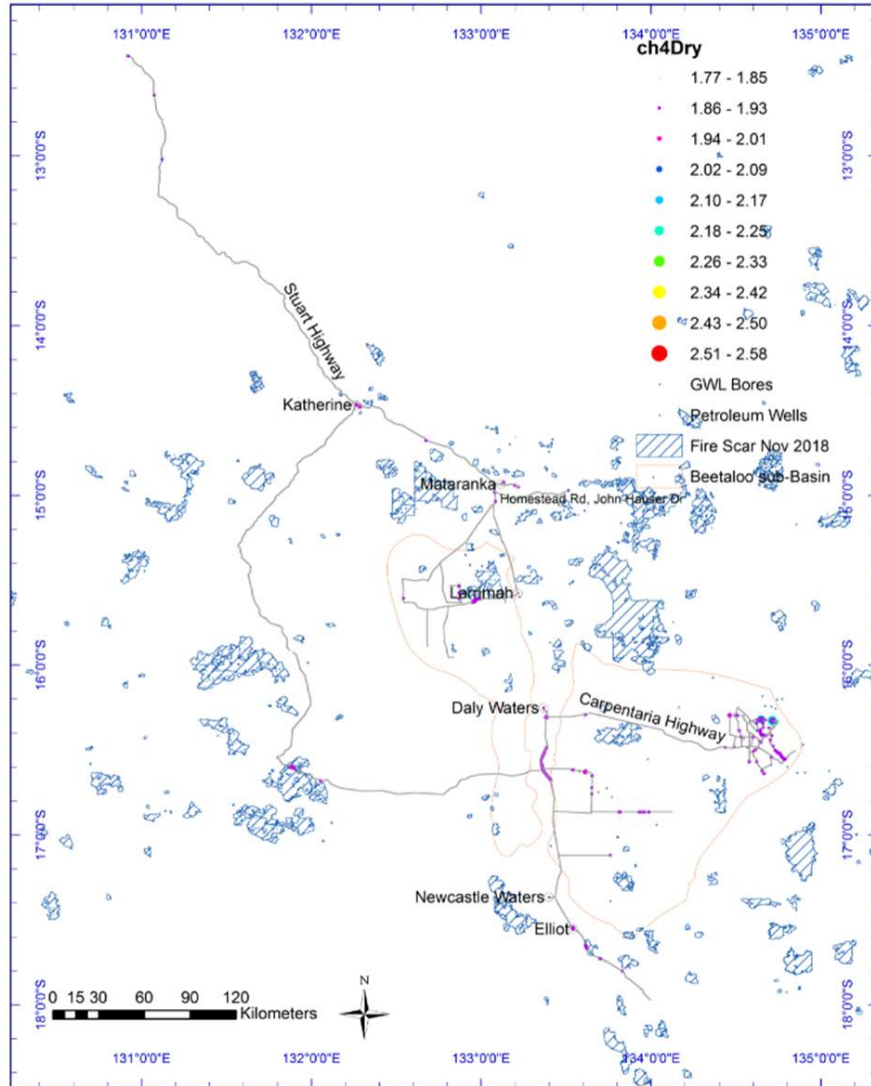 131°0'0"E 132°0'0"E 133°0'0"E 134°0'0"E 135°0'0"E
ch4Dry
1.77 - 1.85
1.86 - 1.93
1.94 - 2.01
2.02 - 2.09
2.10 - 2.17
2.18 - 2.25
2.26 - 2.33
2.34 - 2.42
2.43 - 2.50
2.51 - 2.58
GWL Bores
Petroleum Wells
Fire Scar Nov 2018
Beetaloo sub-Basin
13°0'0"S 13°0'0"S
14°0'0"S 14°0'0"S
15°0'0"S 15°0'0"S
16°0'0"S 16°0'0"S
17°0'0"S 17°0'0"S
18°0'0"S 18°0'0"S
Stuart Highway
Katherine
Mataranka
Homestead Rd, John Hauser Dr
Larrimah
Daly Waters
Carpentaria Highway
Newcastle Waters
Elliot
0 15 30 60 90 120
Kilometers
N
131°0'0"E 132°0'0"E 133°0'0"E 134°0'0"E 135°0'0"E